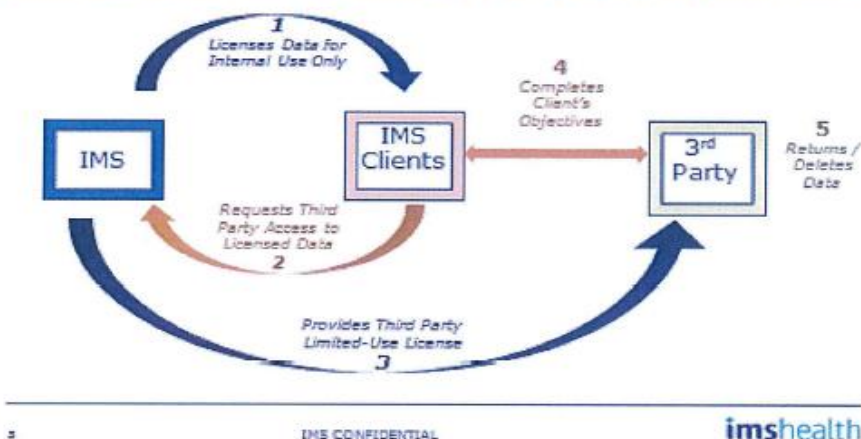 1
Licenses Data for
Internal Use Only
4
Completes
Client's
Objectives
5
Returns /
Deletes
Data
IMS
IMS
Clients
3rd
Party
Requests Third
Party Access to
Licensed Data
2
Provides Third Party
Limited-Use License
3
IMS CONFIDENTIAL
imshealth